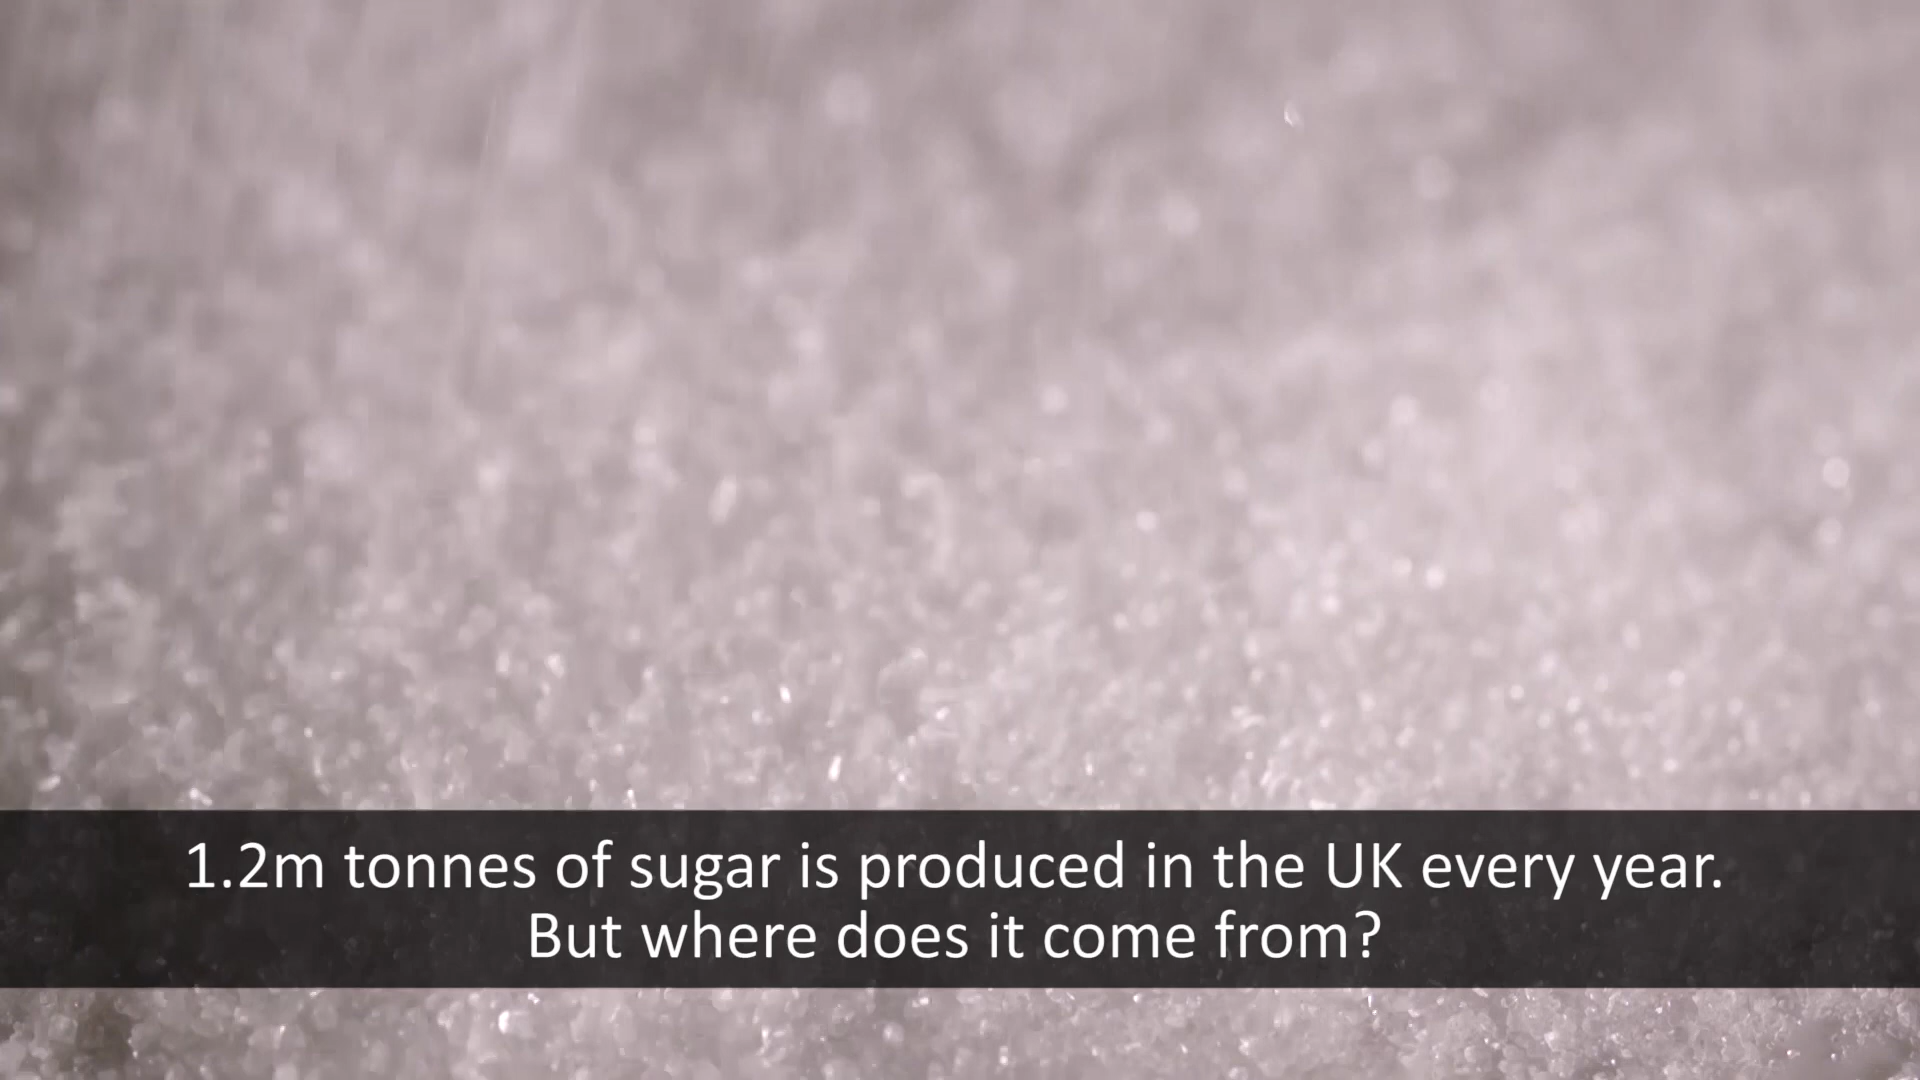 1.2m tonnes of sugar is produced in the UK every year.
But where does it come from?